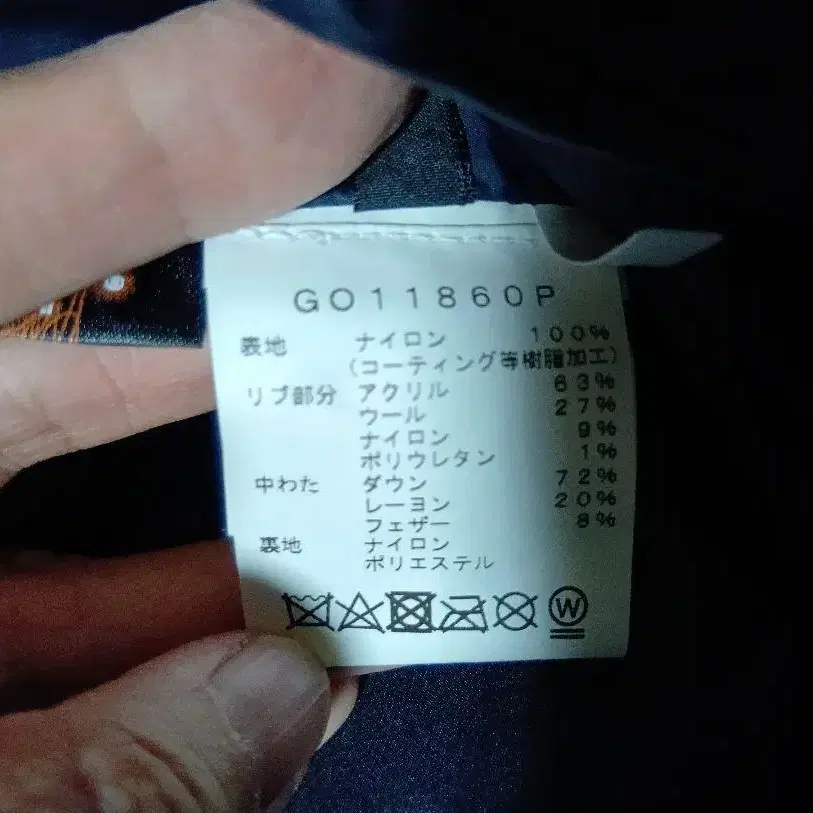 GO11860P
表地 ナイロン 100%
(コーティング等樹脂加工)
リブ部分 アクリル 63%
ウール 27%
ナイロン 9%
ポリウレタン 1%
中わた ダウン 72%
レーヨン 20%
フェザー 8%
裏地 ナイロン
ポリエステル
W